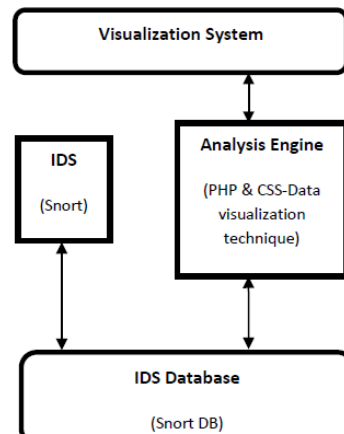 Visualization System
IDS
(Snort)
Analysis Engine
(PHP & CSS-Data
visualization
technique)
IDS Database
(Snort DB)